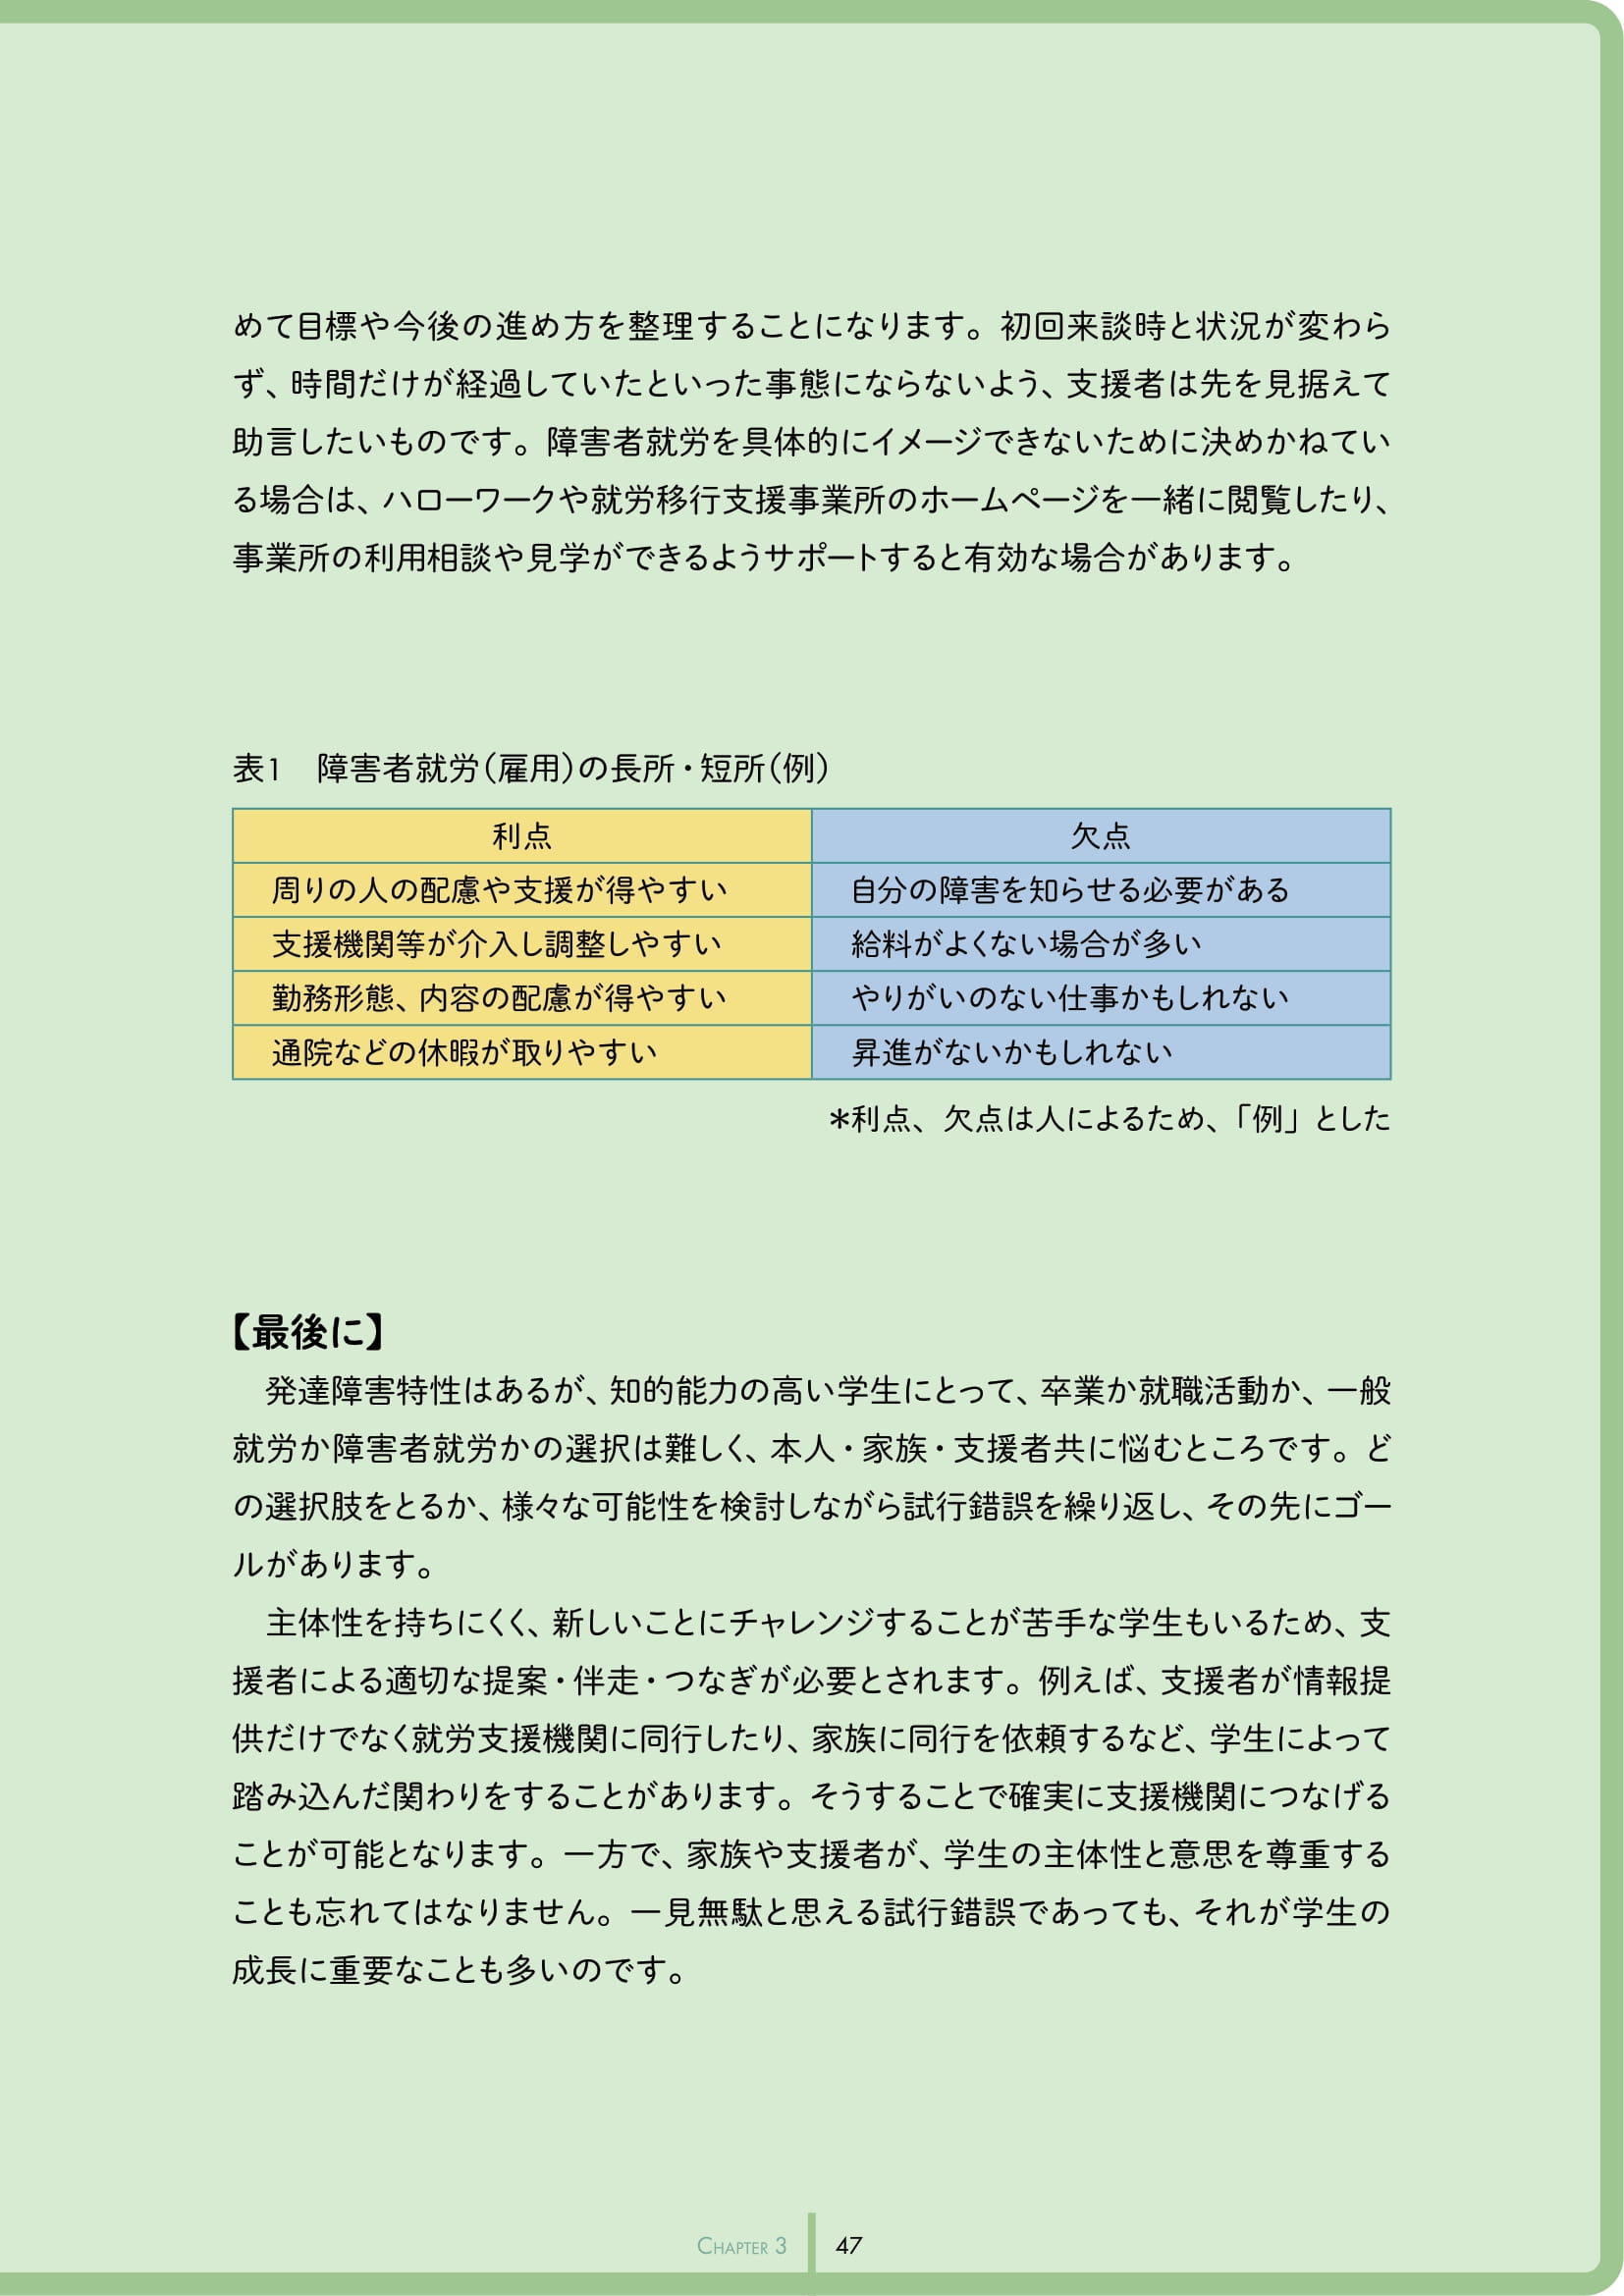 めて目標や今後の進め方を整理することになります。初回来談時と状況が変わら
ず、時間だけが経過していたといった事態にならないよう、支援者は先を見据えて
助言したいものです。障害者就労を具体的にイメージできないために決めかねてい
る場合は、ハローワークや就労移行支援事業所のホームページを一緒に閲覧したり、
事業所の利用相談や見学ができるようサポートすると有効な場合があります。
表1　障害者就労（雇用）の長所・短所（例）
利点　欠点
周りの人の配慮や支援が得やすい　自分の障害を知らせる必要がある
支援機関等が介入し調整しやすい　給料がよくない場合が多い
勤務形態、内容の配慮が得やすい　やりがいのない仕事かもしれない
通院などの休暇が取りやすい　昇進がないかもしれない
＊利点、欠点は人によるため、「例」とした
【最後に】
　発達障害特性はあるが、知的能力の高い学生にとって、卒業か就職活動か、一般
就労か障害者就労かの選択は難しく、本人・家族・支援者共に悩むところです。ど
の選択肢をとるか、様々な可能性を検討しながら試行錯誤を繰り返し、その先にゴー
ルがあります。
　主体性を持ちにくく、新しいことにチャレンジすることが苦手な学生もいるため、支
援者による適切な提案・伴走・つなぎが必要とされます。例えば、支援者が情報提
供だけでなく就労支援機関に同行したり、家族に同行を依頼するなど、学生によって
踏み込んだ関わりをすることがあります。そうすることで確実に支援機関につなげる
ことが可能となります。一方で、家族や支援者が、学生の主体性と意思を尊重する
ことも忘れてはなりません。一見無駄と思える試行錯誤であっても、それが学生の
成長に重要なことも多いのです。
Chapter 3　47